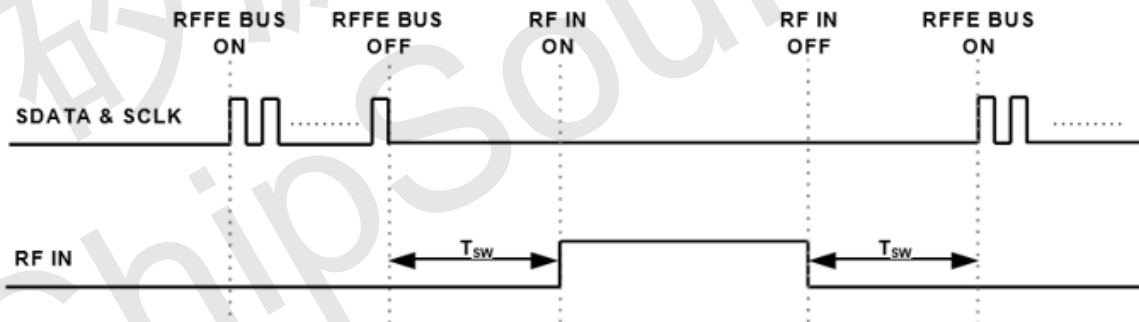 RFFE BUS ON
RFFE BUS OFF
RF IN ON
RF IN OFF
RFFE BUS ON
SDATA & SCLK
RF IN
TSW
TSW
ChipSour